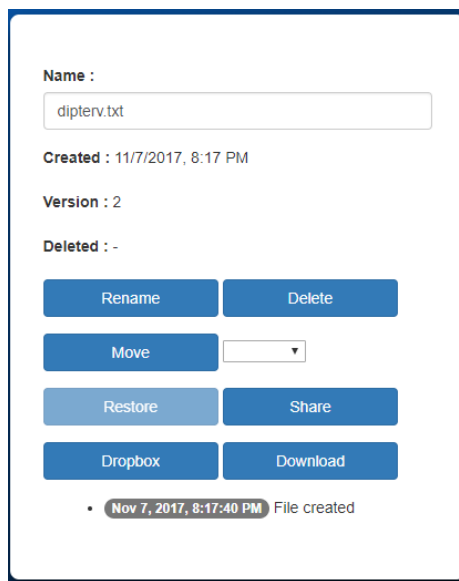 Name :
dipterv.txt
Created : 11/7/2017, 8:17 PM
Version : 2
Deleted : -
Rename Delete
Move
Restore Share
Dropbox Download
• Nov 7, 2017, 8:17:40 PM File created